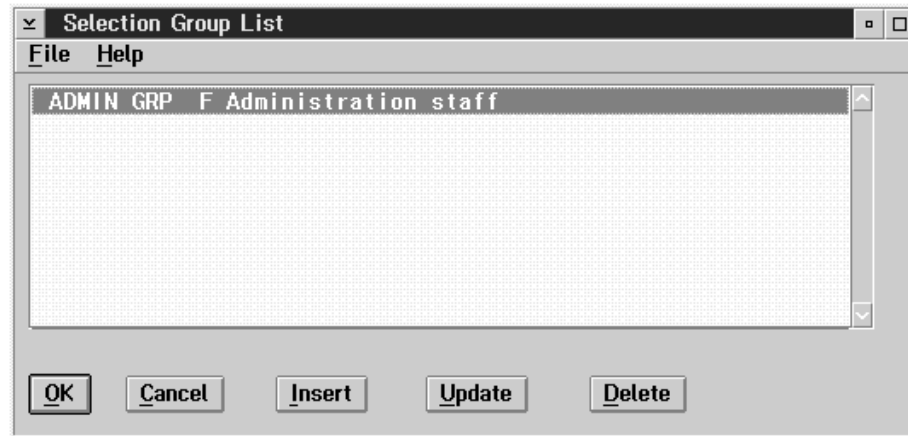 Selection Group List
File Help
ADMIN GRP F Administration staff
OK Cancel Insert Update Delete